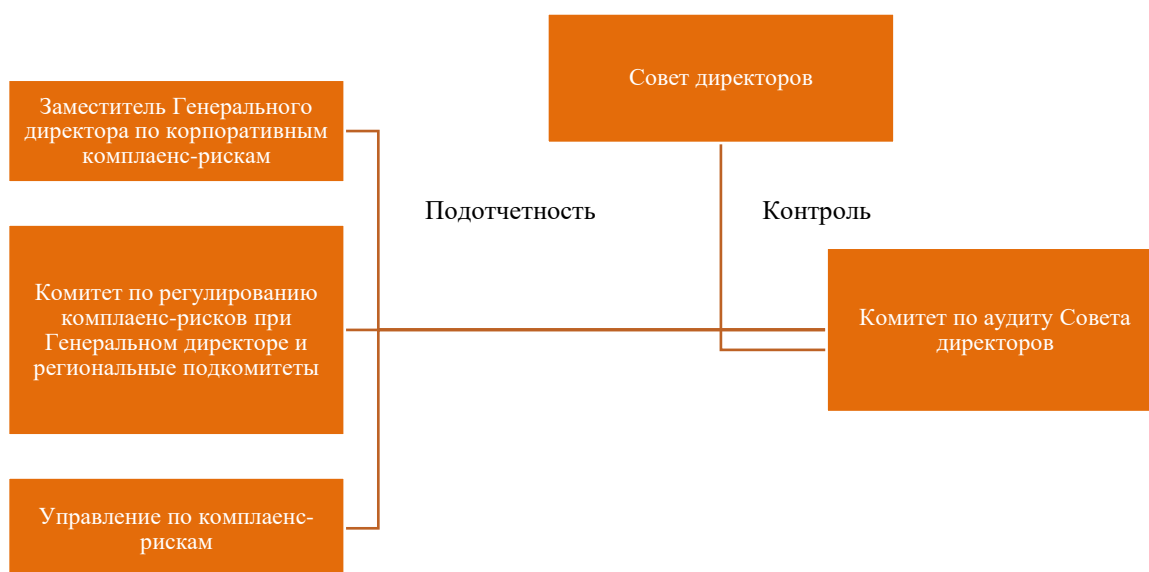 Совет директоров
Заместитель Генерального
директора по корпоративным
комплаенс-рискам
Подотчетность
Контроль
Комитет по регулированию
комплаенс-рисков при
Генеральном директоре и
региональные подкомитеты
Комитет по аудиту Совета
директоров
Управление по комплаенс-
рискам